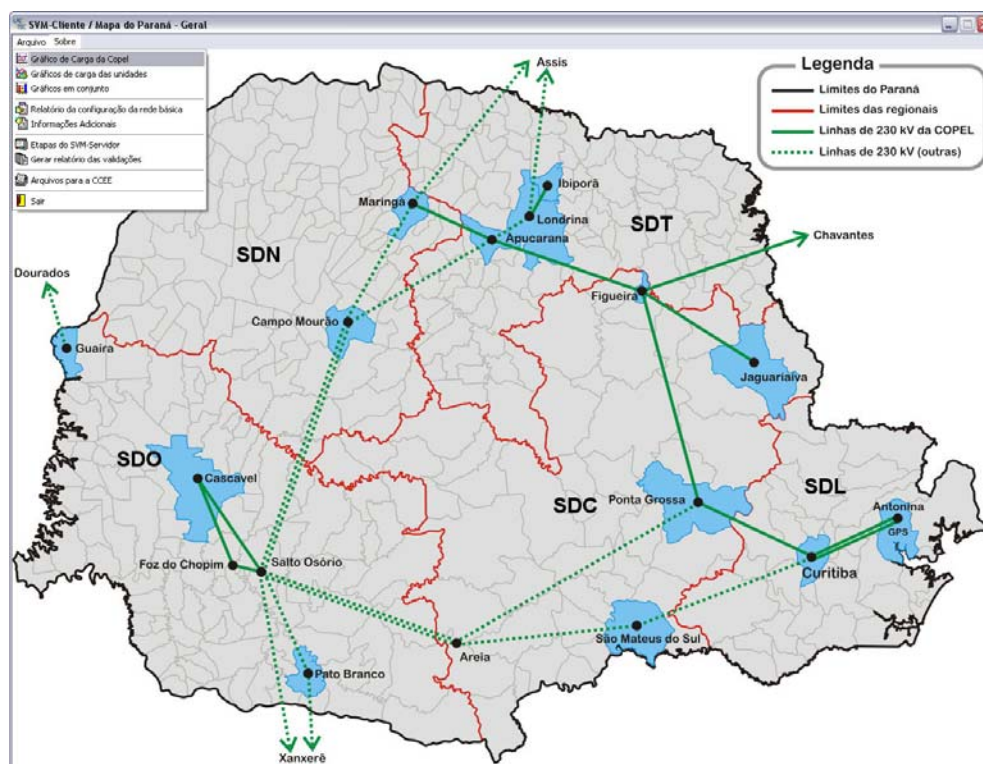 SVM-Cliente / Mapa do Paraná - Geral
Arquivo Sobre
Gráfico de Carga da Copel
Gráficos de carga das unidades
Gráficos em conjunto
Relatório da configuração da rede básica
Informações Adicionais
Etapas do SVM-Servidor
Gerar relatório das validações
Arquivos para a CCEE
Sair
Legenda
Limites do Paraná
Limites das regionais
Linhas de 230 kV da COPEL
Linhas de 230 kV (outras)
Assis
Ibiporã
Maringá
Londrina
SDT
Apucarana
SDN
Chavantes
Dourados
Figueira
Campo Mourão
Guaira
Jaguariaíva
SDO
Cascavel
SDL
Ponta Grossa
SDC
Antonina
GPS
Foz do Chopim
Salto Osório
Curitiba
São Mateus do Sul
Areia
Pato Branco
Xanxerê